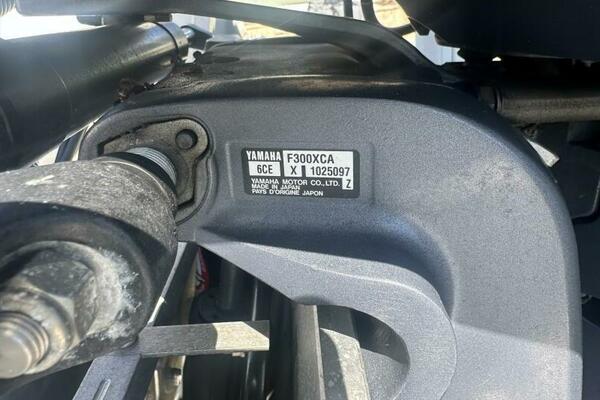 YAMAHA F300XCA
6CE X 1025097
YAMAHA MOTOR CO., LTD. Z
MADE IN JAPAN
PAYS D'ORIGINE JAPON